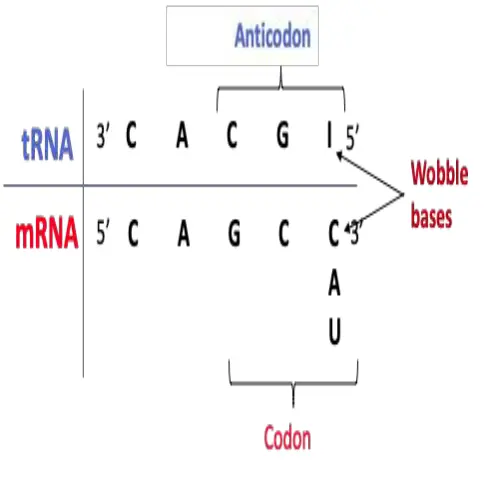 Anticodon
tRNA 3′ C A C G I 5′
Wobble
bases
mRNA 5′ C A G C C 3′
A
U
Codon